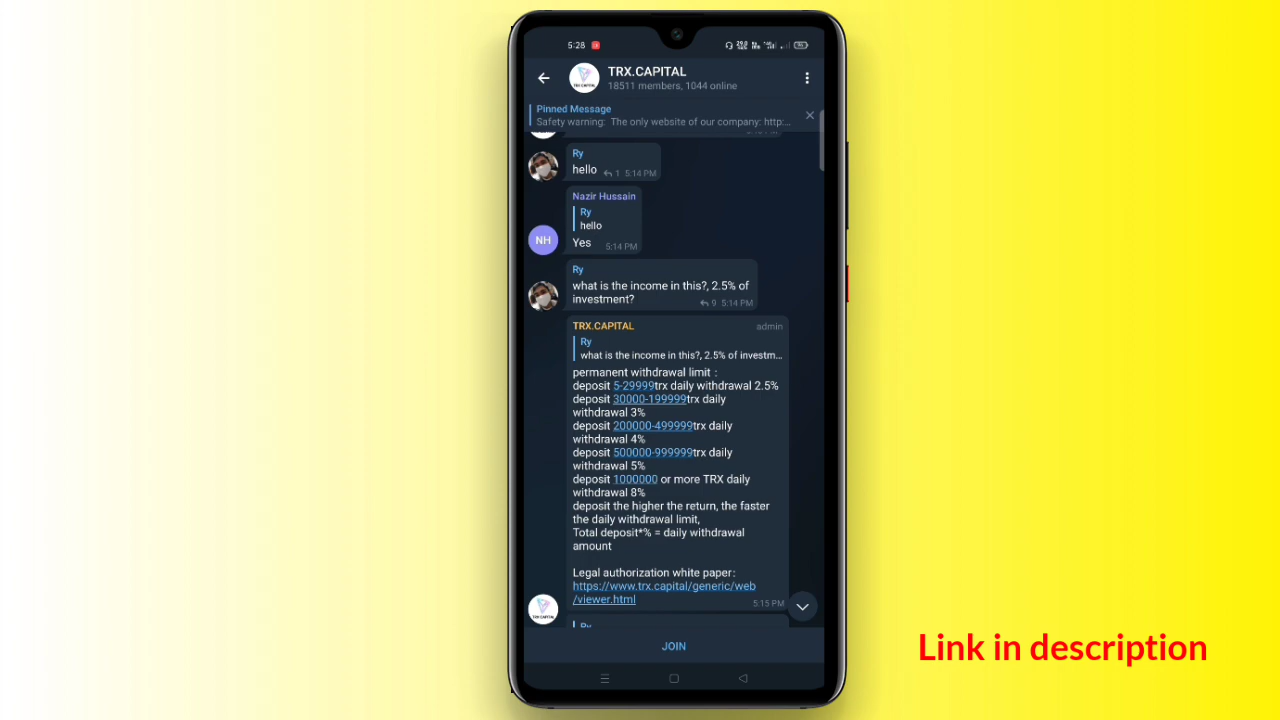 5:28
TRX.CAPITAL
18511 members, 1044 online
Pinned Message
Safety warning: The only website of our company: http:...
Ry
hello
1 5:14 PM
Nazir Hussain
Ry
hello
NH
Yes
5:14 PM
Ry
what is the income in this?, 2.5% of
investment?
9 5:14 PM
TRX.CAPITAL admin
Ry
what is the income in this?, 2.5% of investm...
permanent withdrawal limit :
deposit 5-29999trx daily withdrawal 2.5%
deposit 30000-199999trx daily
withdrawal 3%
deposit 200000-499999trx daily
withdrawal 4%
deposit 500000-999999trx daily
withdrawal 5%
deposit 1000000 or more TRX daily
withdrawal 8%
deposit the higher the return, the faster
the daily withdrawal limit,
Total deposit*% = daily withdrawal
amount
Legal authorization white paper:
https://www.trx.capital/generic/web
/viewer.html
5:15 PM
Ry
JOIN
Link in description